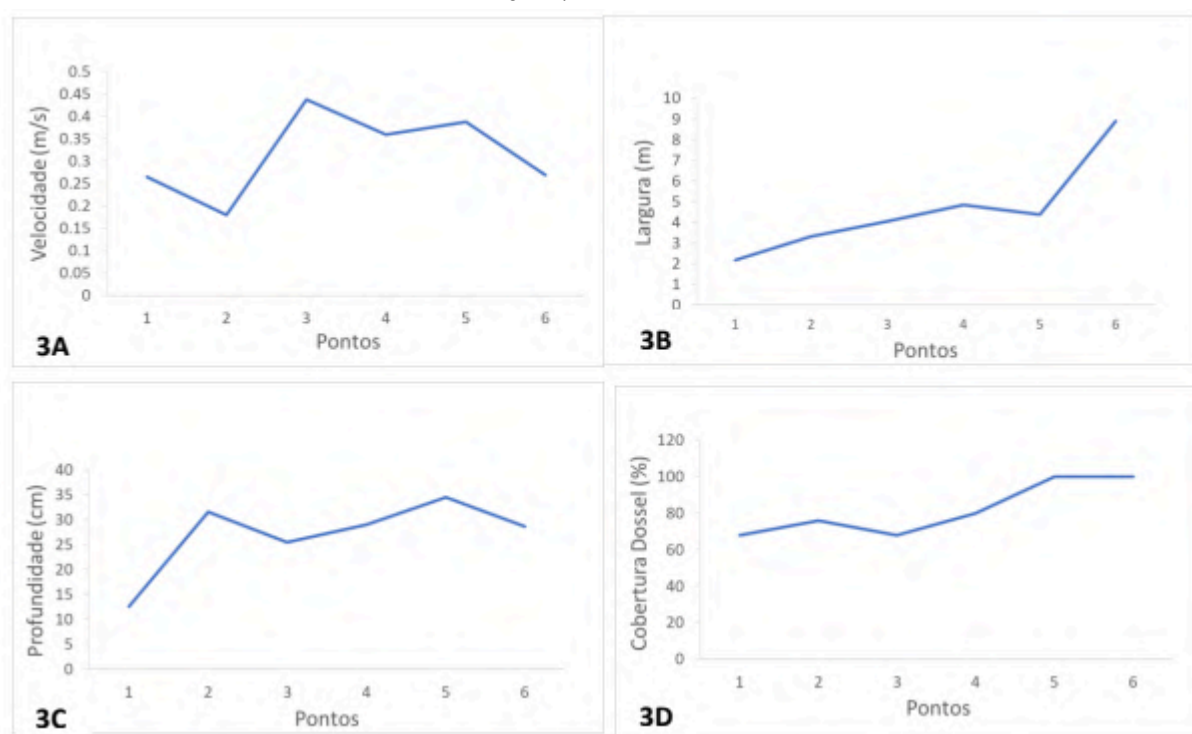 0.5
0.45
0.4
0.35
0.3
0.25
0.2
0.15
0.1
0.05
0
Velocidade (m/s)
1 2 3 4 5 6
Pontos
3A
10
9
8
7
6
5
4
3
2
1
0
Largura (m)
1 2 3 4 5 6
Pontos
3B
40
35
30
25
20
15
10
5
0
Profundidade (cm)
1 2 3 4 5 6
Pontos
3C
120
100
80
60
40
20
0
Cobertura Dossel (%)
1 2 3 4 5 6
Pontos
3D